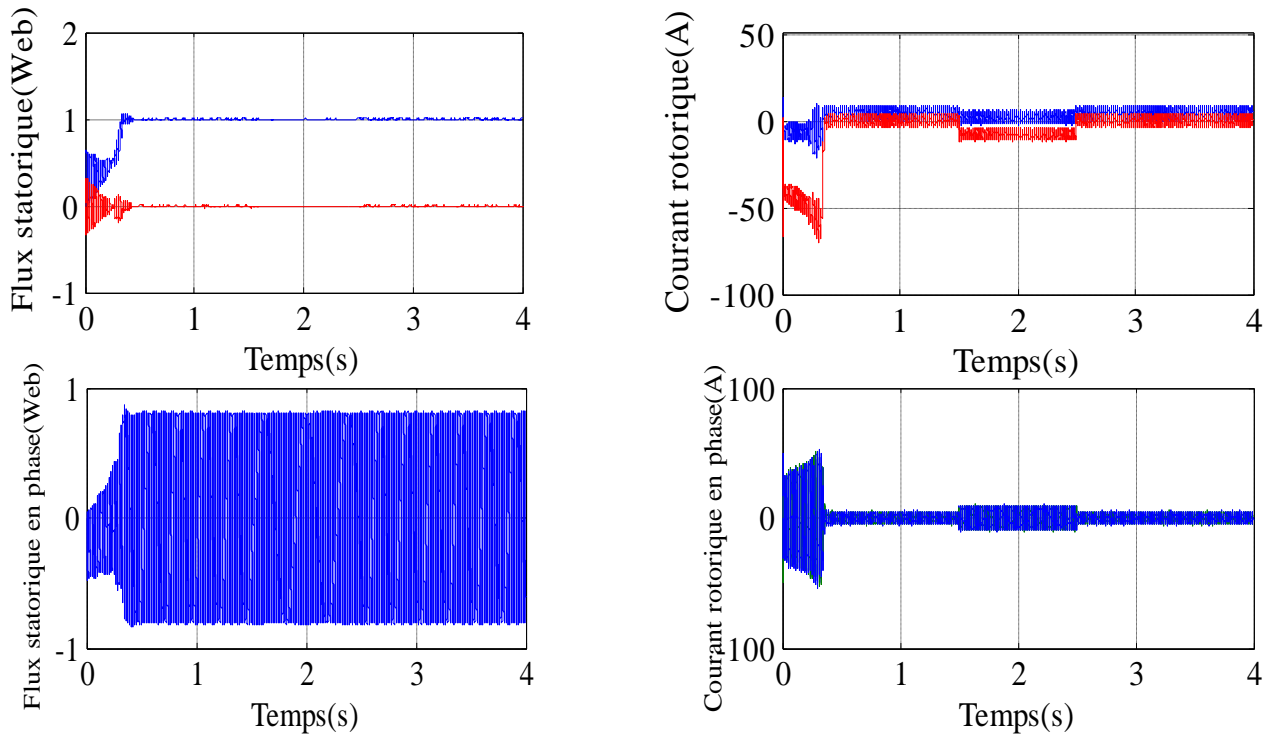 Flux statorique(Web)
2
1
0
-1
0 1 2 3 4
Temps(s)
Courant rotorique(A)
50
0
-50
-100
0 1 2 3 4
Temps(s)
Flux statorique en phase(Web)
1
0
-1
0 1 2 3 4
Temps(s)
Courant rotorique en phase(A)
100
0
100
0 1 2 3 4
Temps(s)